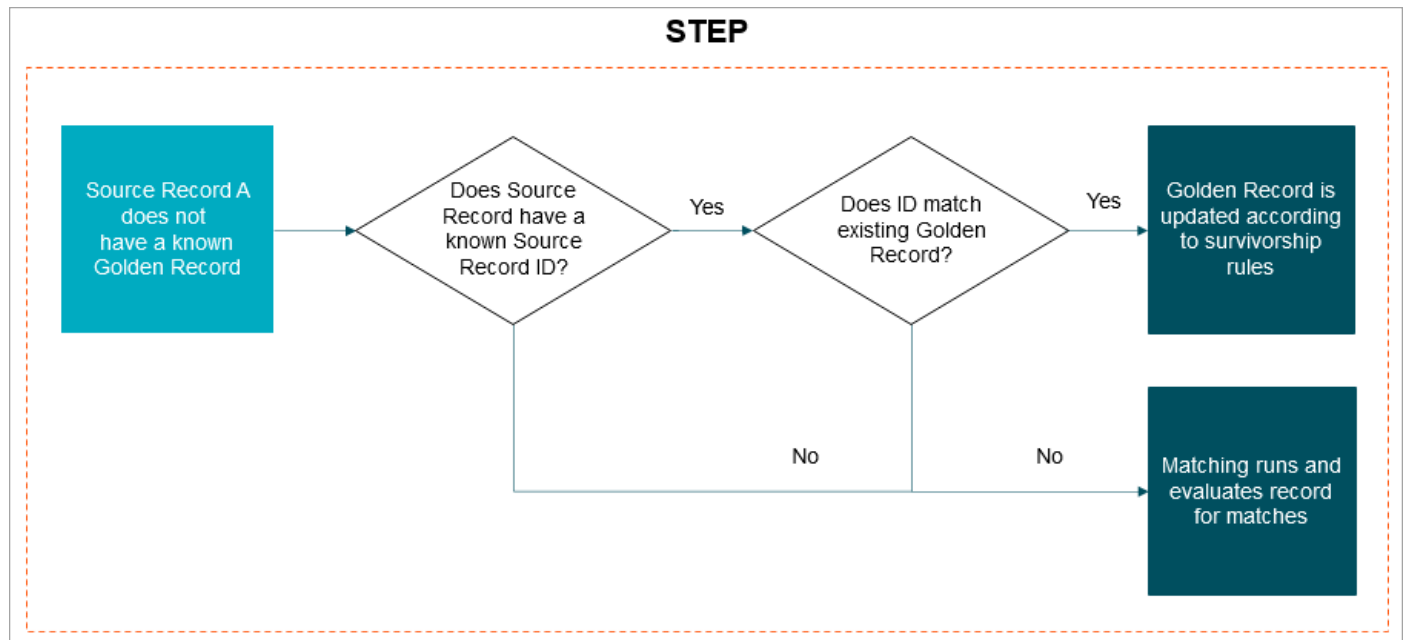 STEP
Source Record A
does not
have a known
Golden Record
Does Source
Record have a
known Source
Record ID?
Yes
Does ID match
existing Golden
Record?
Yes
Golden Record is
updated according
to survivorship
rules
No
No
Matching runs and
evaluates record
for matches